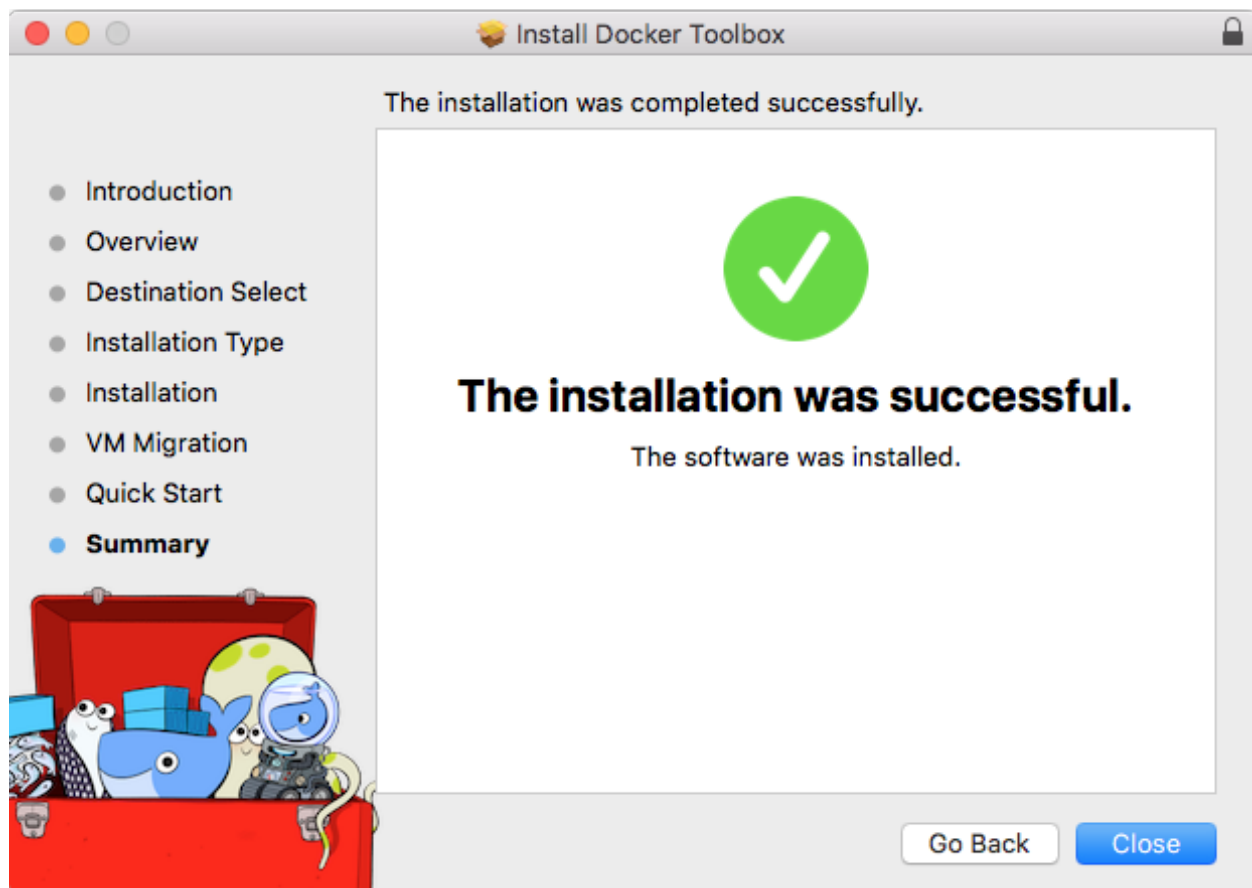 Install Docker Toolbox
The installation was completed successfully.
Introduction
Overview
Destination Select
Installation Type
Installation
VM Migration
Quick Start
Summary
The installation was successful.
The software was installed.
Go Back
Close